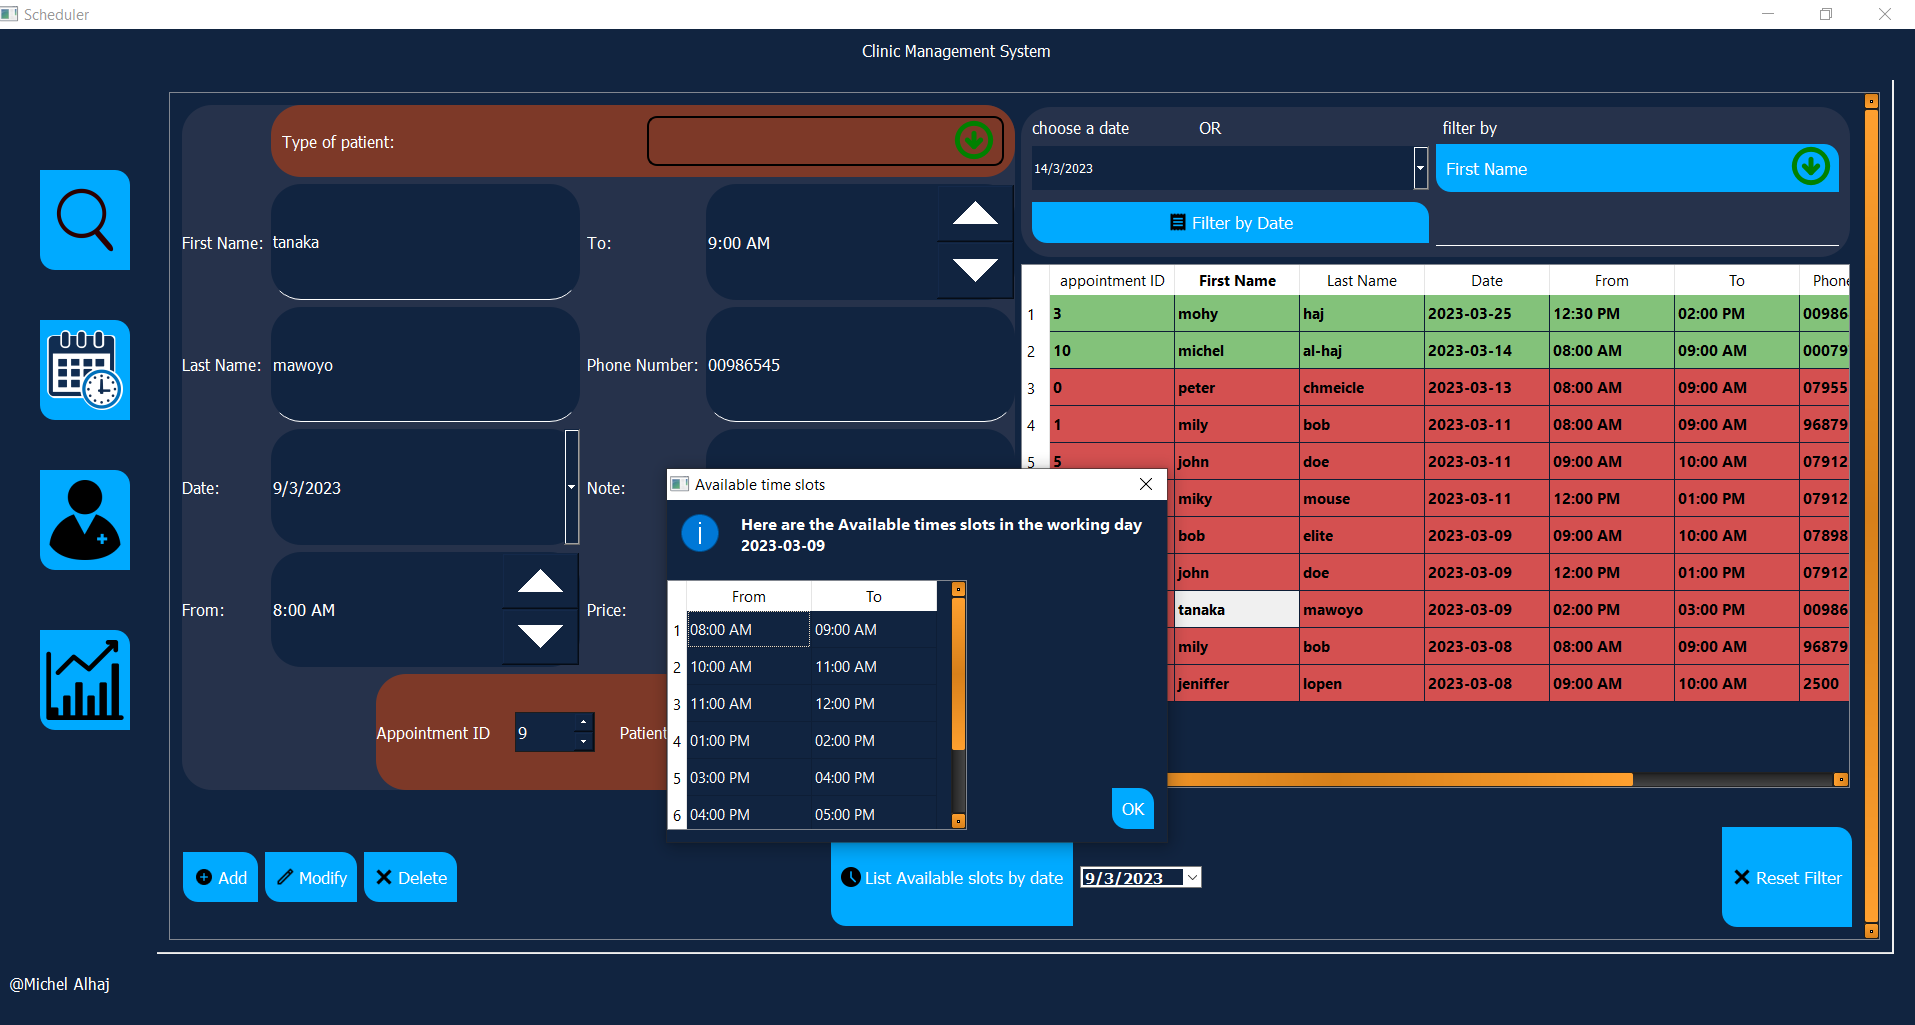 Scheduler
Clinic Management System
Type of patient:
First Name: tanaka
To: 9:00 AM
Last Name: mawoyo
Phone Number: 00986545
Date: 9/3/2023
Note:
From: 8:00 AM
Price:
Appointment ID 9 Patient
choose a date OR filter by
14/3/2023
First Name
Filter by Date
appointment ID First Name Last Name Date From To Phone
1 3 mohy haj 2023-03-25 12:30 PM 02:00 PM 00986
2 10 michel al-haj 2023-03-14 08:00 AM 09:00 AM 00079
3 0 peter chmeicle 2023-03-13 08:00 AM 09:00 AM 07955
4 1 mily bob 2023-03-11 08:00 AM 09:00 AM 96879
5 5 john doe 2023-03-11 09:00 AM 10:00 AM 07912
miky mouse 2023-03-11 12:00 PM 01:00 PM 07912
bob elite 2023-03-09 09:00 AM 10:00 AM 07898
john doe 2023-03-09 12:00 PM 01:00 PM 07912
tanaka mawoyo 2023-03-09 02:00 PM 03:00 PM 00986
mily bob 2023-03-08 08:00 AM 09:00 AM 96879
jeniffer lopen 2023-03-08 09:00 AM 10:00 AM 2500
Available time slots
Here are the Available times slots in the working day
2023-03-09
From To
1 08:00 AM 09:00 AM
2 10:00 AM 11:00 AM
3 11:00 AM 12:00 PM
4 01:00 PM 02:00 PM
5 03:00 PM 04:00 PM
6 04:00 PM 05:00 PM
OK
Add
Modify
Delete
List Available slots by date
9/3/2023
Reset Filter
@Michel Alhaj